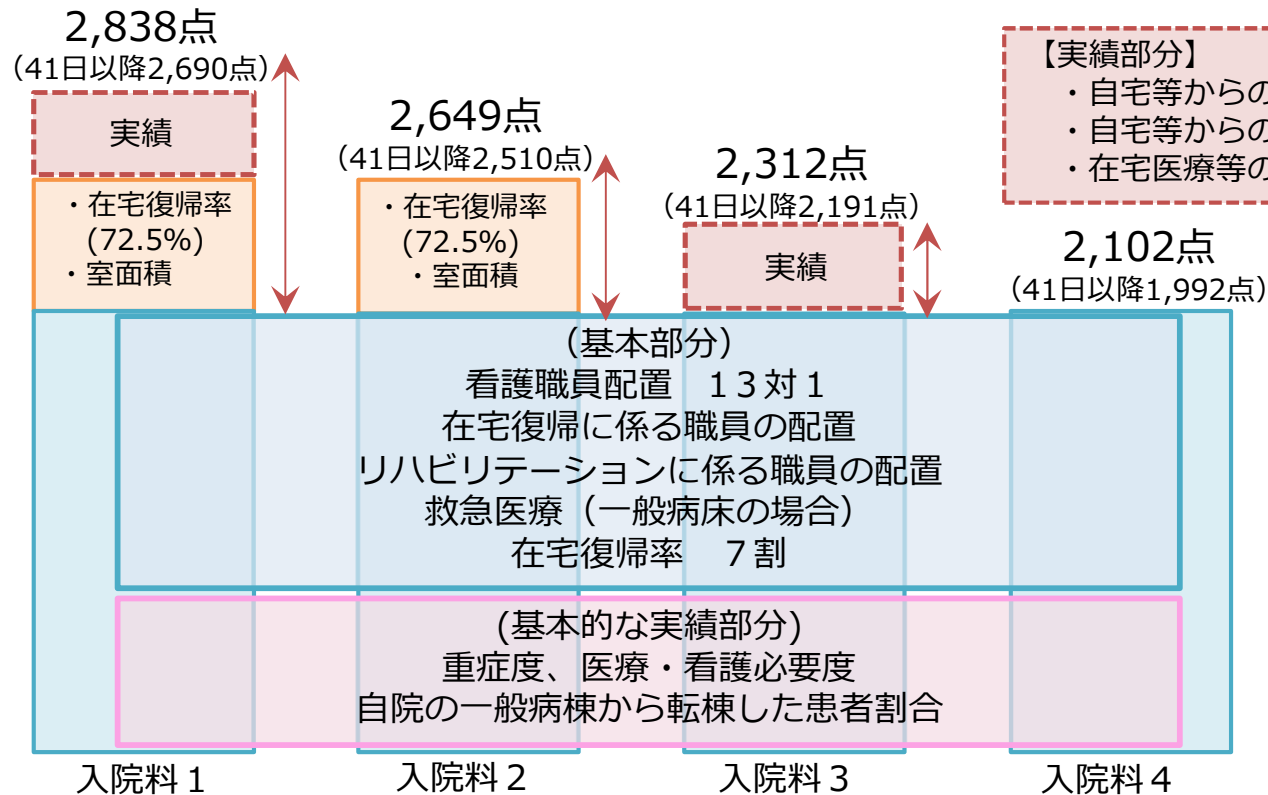 2,838点
(41日以降2,690点)
実績
・在宅復帰率
(72.5%)
・室面積
2,649点
(41日以降2,510点)
・在宅復帰率
(72.5%)
・室面積
2,312点
(41日以降2,191点)
実績
【実績部分】
・自宅等からの
・自宅等からの
・在宅医療等の
2,102点
(41日以降1,992点)
(基本部分)
看護職員配置　13対1
在宅復帰に係る職員の配置
リハビリテーションに係る職員の配置
救急医療（一般病床の場合）
在宅復帰率　7割
(基本的な実績部分)
重症度、医療・看護必要度
自院の一般病棟から転棟した患者割合
入院料1
入院料2
入院料3
入院料4